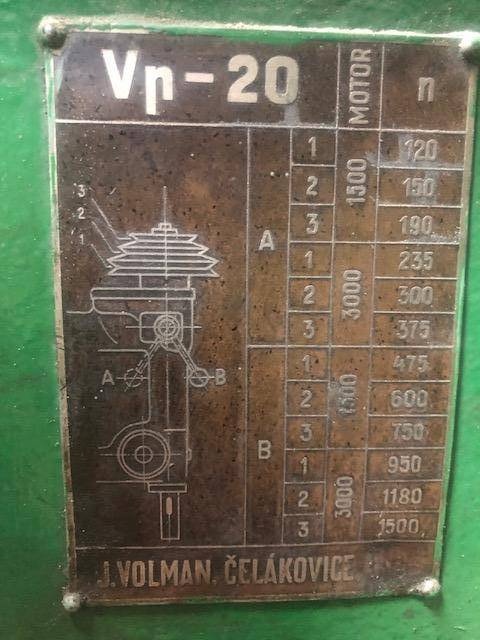 Vp-20 MOTOR n
1 120
2 1500 150
3 190
A
1 235
2 3000 300
3 375
1 475
2 1500 600
3 750
B
1 950
2 3000 1180
3 1500
3
2
1
A B
J.VOLMAN, ČELÁKOVICE